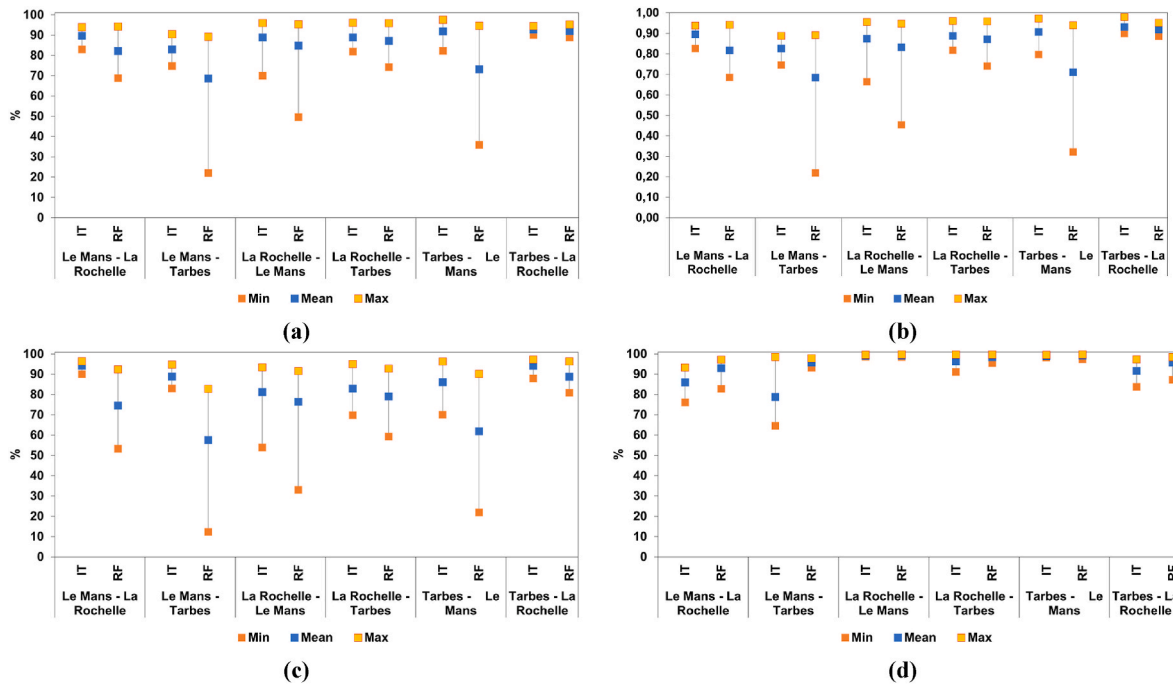 100
90
80
70
60
50
40
30
20
10
0
%
IT RF IT RF IT RF IT RF IT RF IT RF
Le Mans - La Rochelle
Le Mans - Tarbes
La Rochelle - Le Mans
La Rochelle - Tarbes
Tarbes - Le Mans
Tarbes - La Rochelle
Min Mean Max
(a)
1,00
0,90
0,80
0,70
0,60
0,50
0,40
0,30
0,20
0,10
0,00
IT RF IT RF IT RF IT RF IT RF IT RF
Le Mans - La Rochelle
Le Mans - Tarbes
La Rochelle - Le Mans
La Rochelle - Tarbes
Tarbes - Le Mans
Tarbes - La Rochelle
Min Mean Max
(b)
100
90
80
70
60
50
40
30
20
10
0
%
IT RF IT RF IT RF IT RF IT RF IT RF
Le Mans - La Rochelle
Le Mans - Tarbes
La Rochelle - Le Mans
La Rochelle - Tarbes
Tarbes - Le Mans
Tarbes - La Rochelle
Min Mean Max
(c)
100
90
80
70
60
50
40
30
20
10
0
%
IT RF IT RF IT RF IT RF IT RF IT RF
Le Mans - La Rochelle
Le Mans - Tarbes
La Rochelle - Le Mans
La Rochelle - Tarbes
Tarbes - Le Mans
Tarbes - La Rochelle
Min Mean Max
(d)